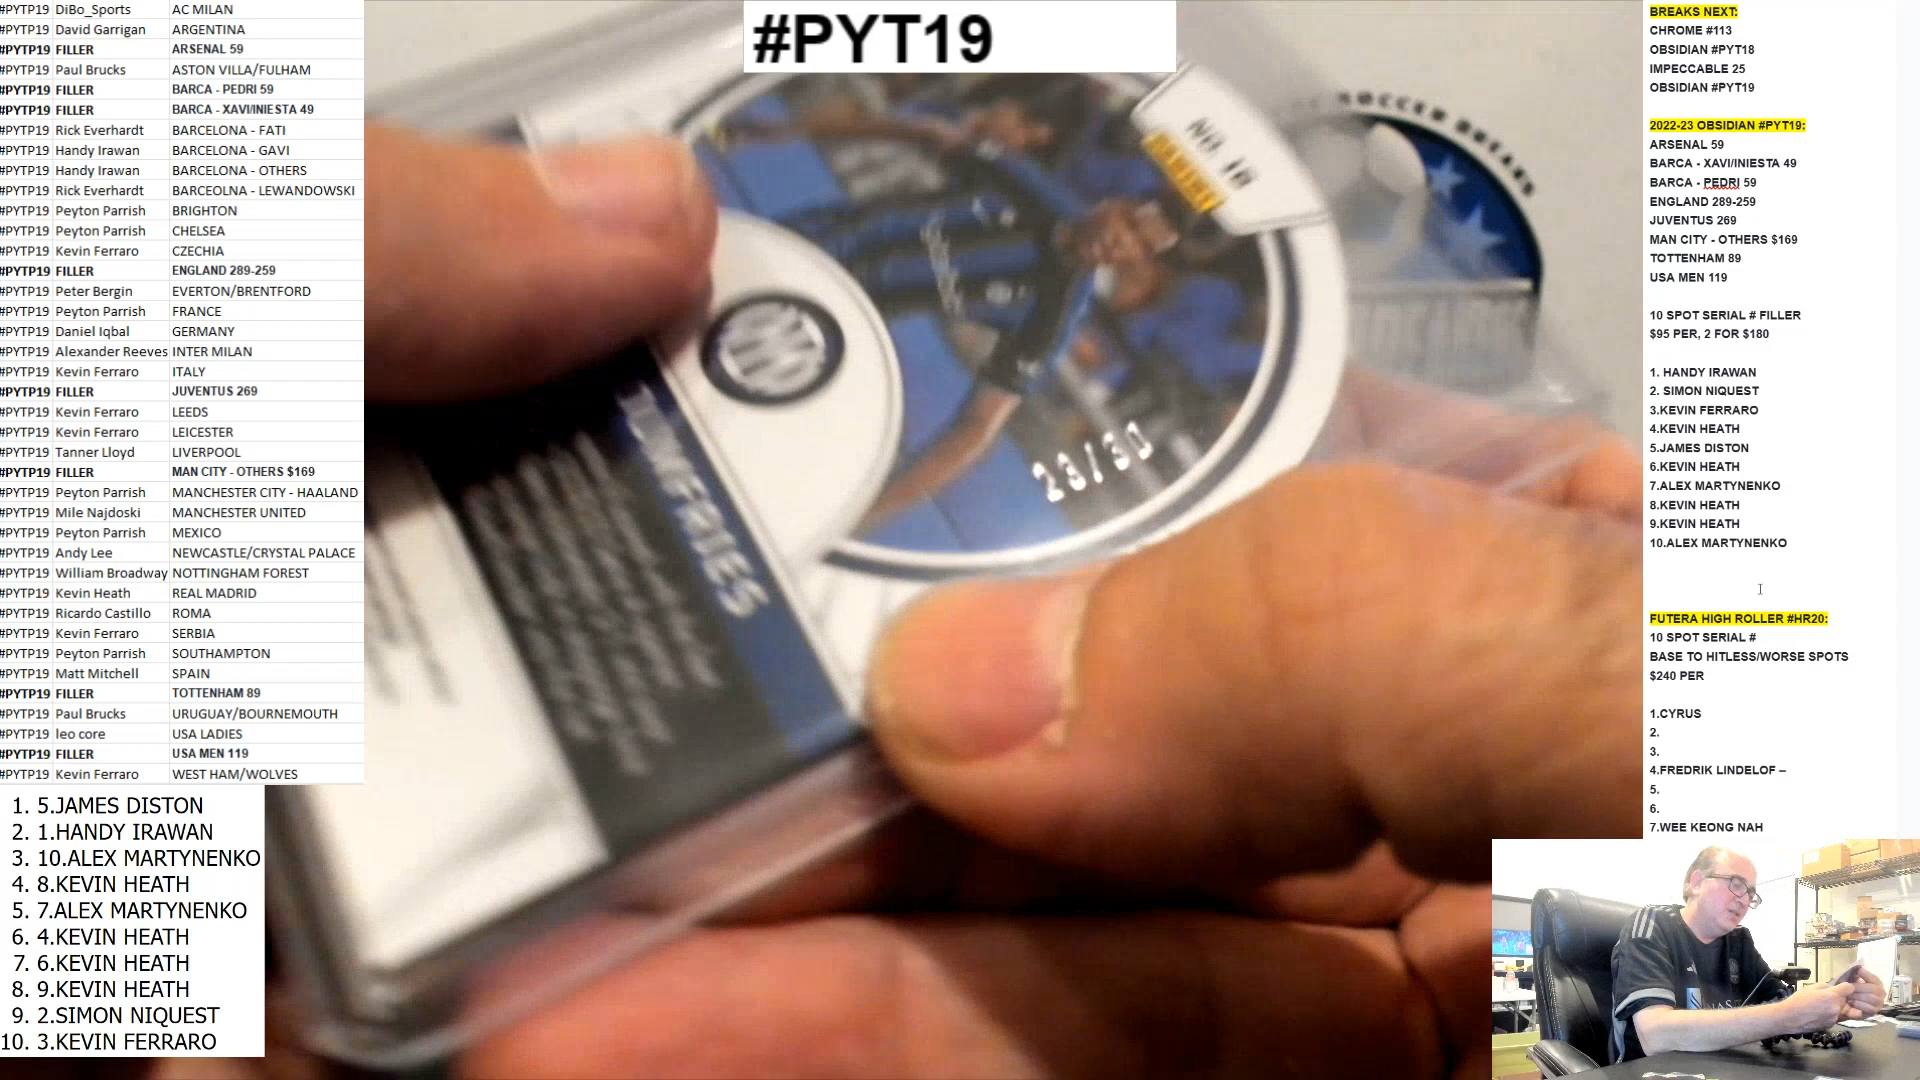 #PYTP19 DiBo_Sports AC MILAN
#PYTP19 David Garrigan ARGENTINA
#PYTP19 FILLER ARSENAL 59
#PYTP19 Paul Brucks ASTON VILLA/FULHAM
#PYTP19 FILLER BARCA - PEDRI 59
#PYTP19 FILLER BARCA - XAVI/INIESTA 49
#PYTP19 Rick Everhardt BARCELONA - FATI
#PYTP19 Handy Irawan BARCELONA - GAVI
#PYTP19 Handy Irawan BARCELONA - OTHERS
#PYTP19 Rick Everhardt BARCEOLNA - LEWANDOWSKI
#PYTP19 Peyton Parrish BRIGHTON
#PYTP19 Peyton Parrish CHELSEA
#PYTP19 Kevin Ferraro CZECHIA
#PYTP19 FILLER ENGLAND 289-259
#PYTP19 Peter Bergin EVERTON/BRENTFORD
#PYTP19 Peyton Parrish FRANCE
#PYTP19 Daniel Iqbal GERMANY
#PYTP19 Alexander Reeves INTER MILAN
#PYTP19 Kevin Ferraro ITALY
#PYTP19 FILLER JUVENTUS 269
#PYTP19 Kevin Ferraro LEEDS
#PYTP19 Kevin Ferraro LEICESTER
#PYTP19 Tanner Lloyd LIVERPOOL
#PYTP19 FILLER MAN CITY - OTHERS $169
#PYTP19 Peyton Parrish MANCHESTER CITY - HAALAND
#PYTP19 Mile Najdoski MANCHESTER UNITED
#PYTP19 Peyton Parrish MEXICO
#PYTP19 Andy Lee NEWCASTLE/CRYSTAL PALACE
#PYTP19 William Broadway NOTTINGHAM FOREST
#PYTP19 Kevin Heath REAL MADRID
#PYTP19 Ricardo Castillo ROMA
#PYTP19 Kevin Ferraro SERBIA
#PYTP19 Peyton Parrish SOUTHAMPTON
#PYTP19 Matt Mitchell SPAIN
#PYTP19 FILLER TOTTENHAM 89
#PYTP19 Paul Brucks URUGUAY/BOURNEMOUTH
#PYTP19 leo core USA LADIES
#PYTP19 FILLER USA MEN 119
#PYTP19 Kevin Ferraro WEST HAM/WOLVES
1. 5.JAMES DISTON
2. 1.HANDY IRAWAN
3. 10.ALEX MARTYNENKO
4. 8.KEVIN HEATH
5. 7.ALEX MARTYNENKO
6. 4.KEVIN HEATH
7. 6.KEVIN HEATH
8. 9.KEVIN HEATH
9. 2.SIMON NIQUEST
10. 3.KEVIN FERRARO
#PYT19
NO. 18
PANINI
SOCCER BREAKS
23/30
DUMFRIES
BREAKS NEXT:
CHROME #113
OBSIDIAN #PYT18
IMPECCABLE 25
OBSIDIAN #PYT19
2022-23 OBSIDIAN #PYT19:
ARSENAL 59
BARCA - XAVI/INIESTA 49
BARCA - PEDRI 59
ENGLAND 289-259
JUVENTUS 269
MAN CITY - OTHERS $169
TOTTENHAM 89
USA MEN 119
10 SPOT SERIAL # FILLER
$95 PER, 2 FOR $180
1. HANDY IRAWAN
2. SIMON NIQUEST
3.KEVIN FERRARO
4.KEVIN HEATH
5.JAMES DISTON
6.KEVIN HEATH
7.ALEX MARTYNENKO
8.KEVIN HEATH
9.KEVIN HEATH
10.ALEX MARTYNENKO
FUTERA HIGH ROLLER #HR20:
10 SPOT SERIAL #
BASE TO HITLESS/WORSE SPOTS
$240 PER
1.CYRUS
2.
3.
4.FREDRIK LINDELOF –
5.
6.
7.WEE KEONG NAH